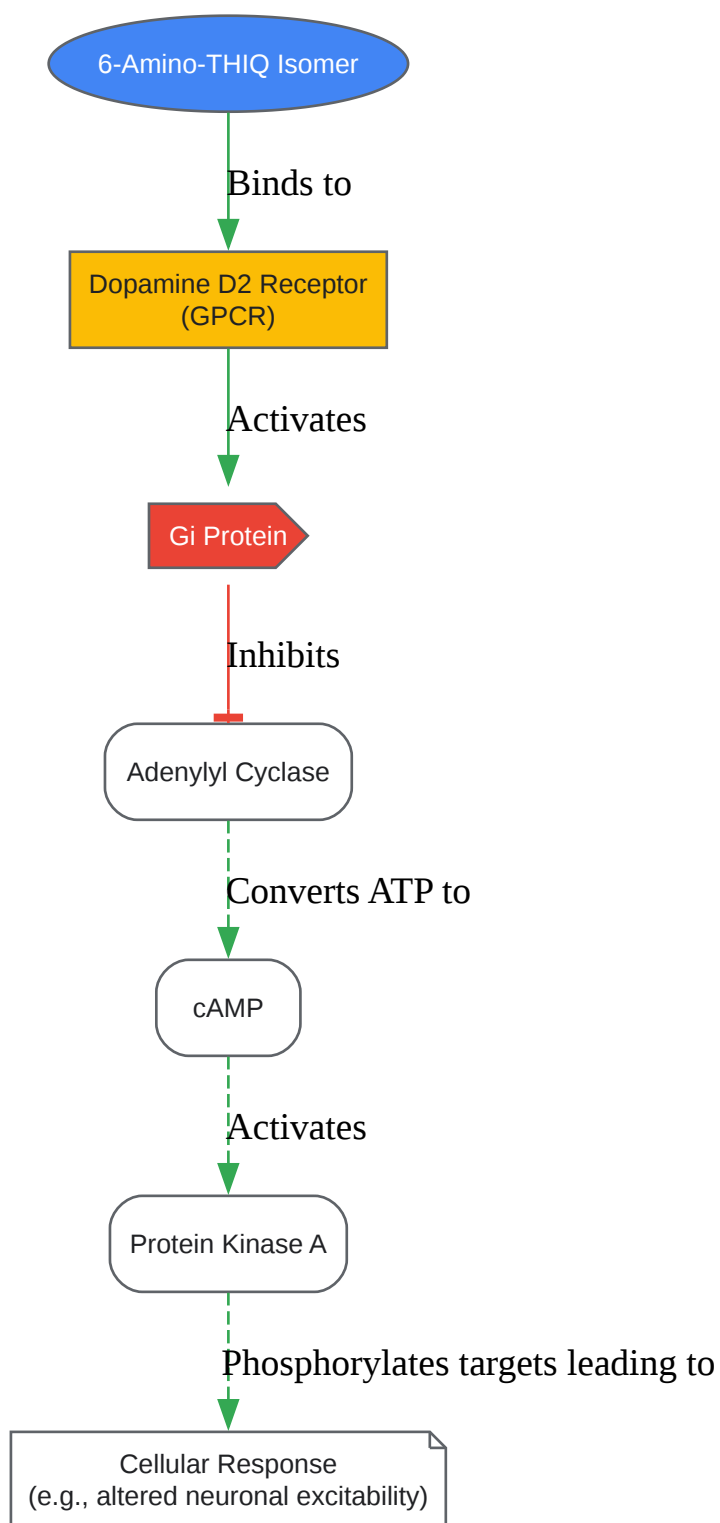 6-Amino-THIQ Isomer
Binds to
Dopamine D2 Receptor
(GPCR)
Activates
Gi Protein
Inhibits
Adenylyl Cyclase
Converts ATP to
cAMP
Activates
Protein Kinase A
Phosphorylates targets leading to
Cellular Response
(e.g., altered neuronal excitability)